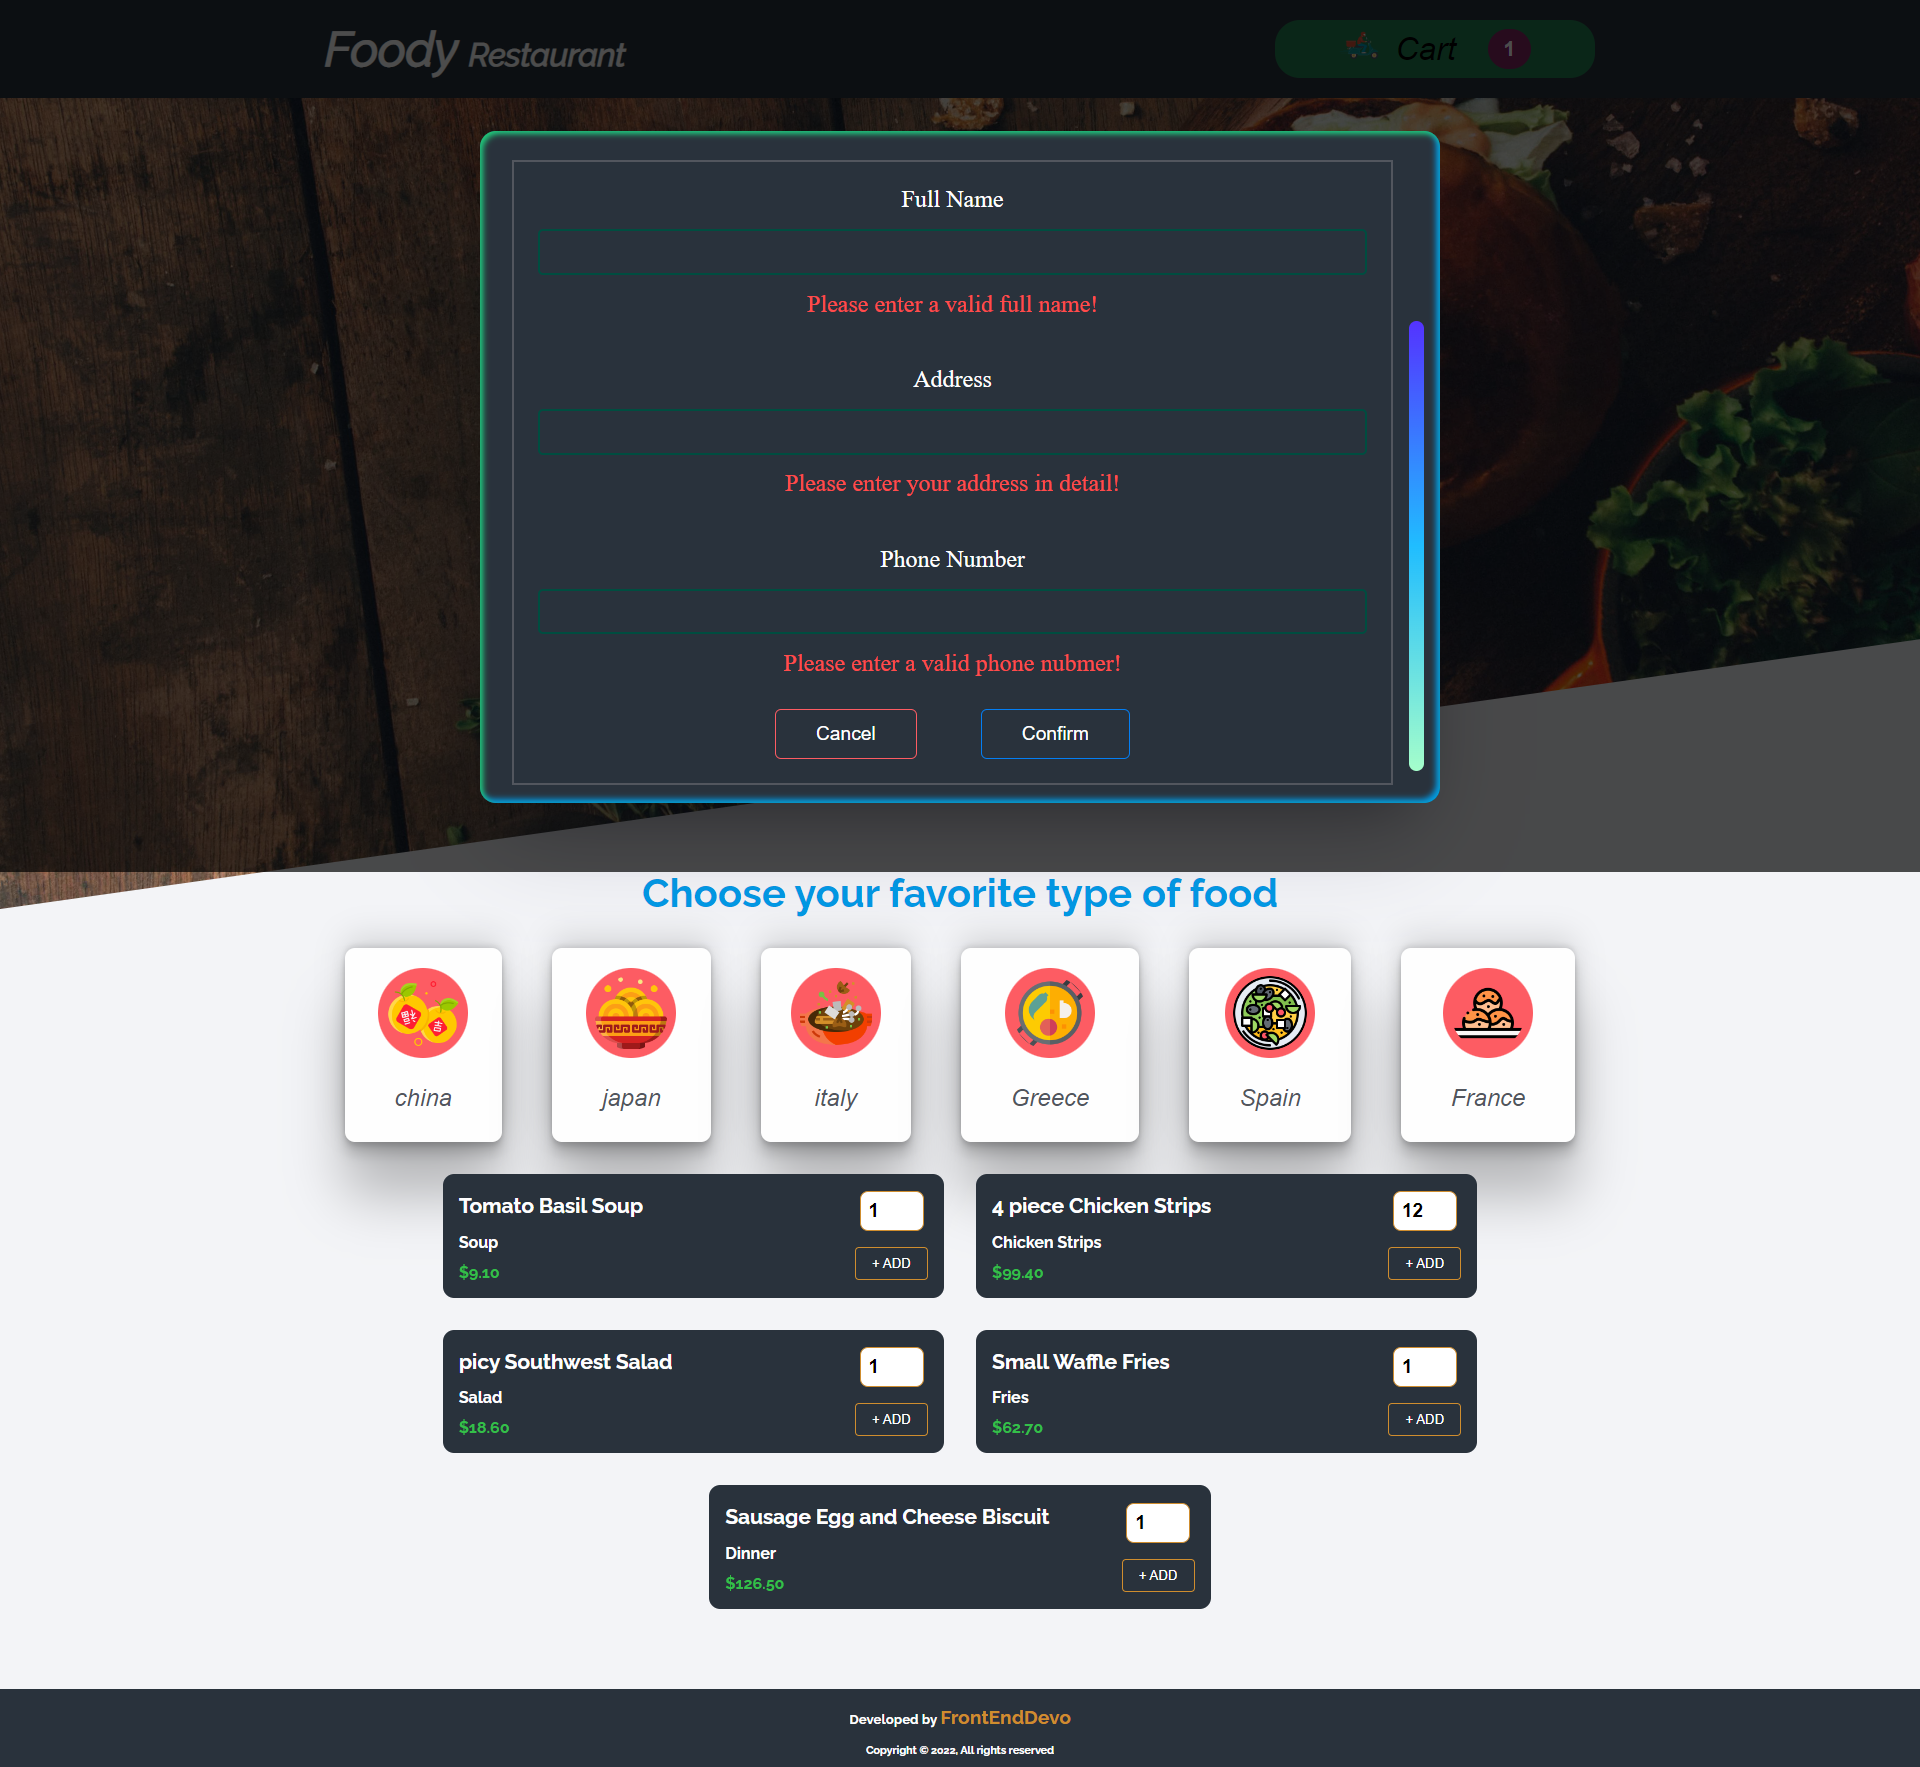 Foody Restaurant
Cart 1
Full Name
Please enter a valid full name!
Address
Please enter your address in detail!
Phone Number
Please enter a valid phone nubmer!
Cancel Confirm
Choose your favorite type of food
china japan italy Greece Spain France
Tomato Basil Soup
1
Soup
$9.10
+ ADD
4 piece Chicken Strips
12
Chicken Strips
$99.40
+ ADD
picy Southwest Salad
1
Salad
$18.60
+ ADD
Small Waffle Fries
1
Fries
$62.70
+ ADD
Sausage Egg and Cheese Biscuit
1
Dinner
$126.50
+ ADD
Developed by FrontEndDevo
Copyright © 2022, All rights reserved